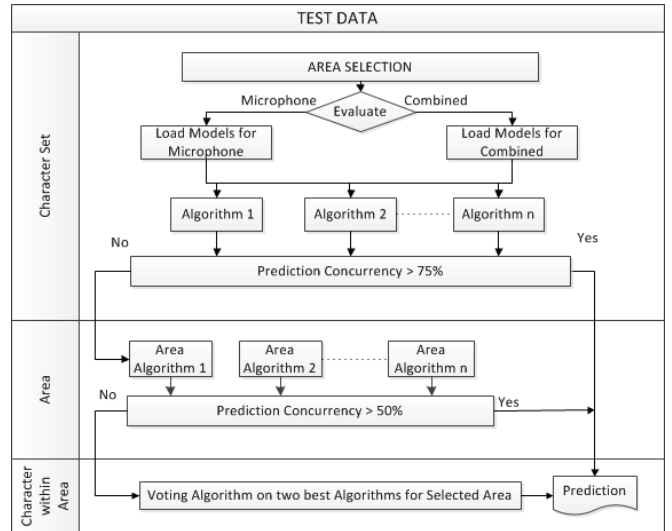 TEST DATA
Character Set
AREA SELECTION
Microphone
Evaluate
Combined
Load Models for
Microphone
Load Models for
Combined
Algorithm 1
Algorithm 2
Algorithm n
No
Yes
Prediction Concurrency > 75%
Area
Area
Algorithm 1
Area
Algorithm 2
Area
Algorithm n
No
Yes
Prediction Concurrency > 50%
Character
within
Area
Voting Algorithm on two best Algorithms for Selected Area
Prediction